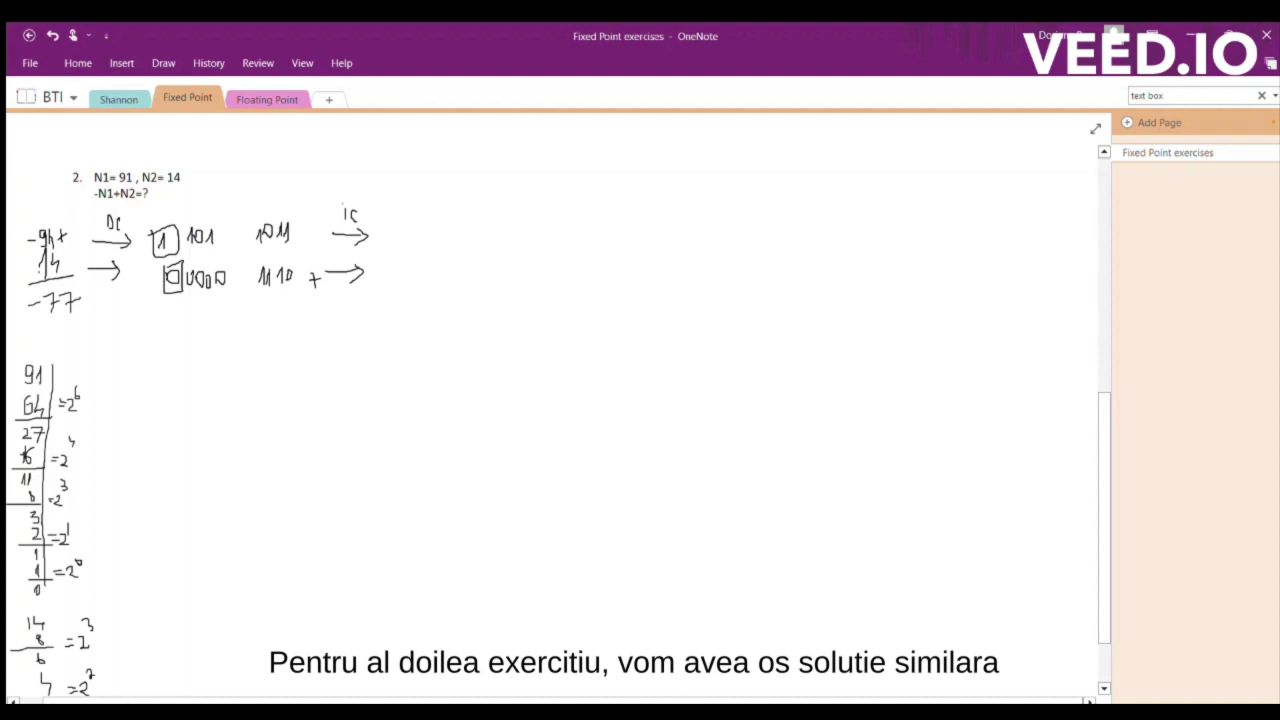 Fixed Point exercises - OneNote
VEED.IO
File Home Insert Draw History Review View Help
BTI Shannon Fixed Point Floating Point +
text box
Add Page
Fixed Point exercises
2. N1= 91 , N2= 14
-N1+N2=?
-91+ DC → 1 101 1011 IC →
14 → 0 000 1110 + →
-77
91
64 =2^6
27
16 =2^4
11
8 =2^3
3
2 =2^1
1
1 =2^0
0
14
8 =2^3
6
4 =2^2
Pentru al doilea exercitiu, vom avea os solutie similara